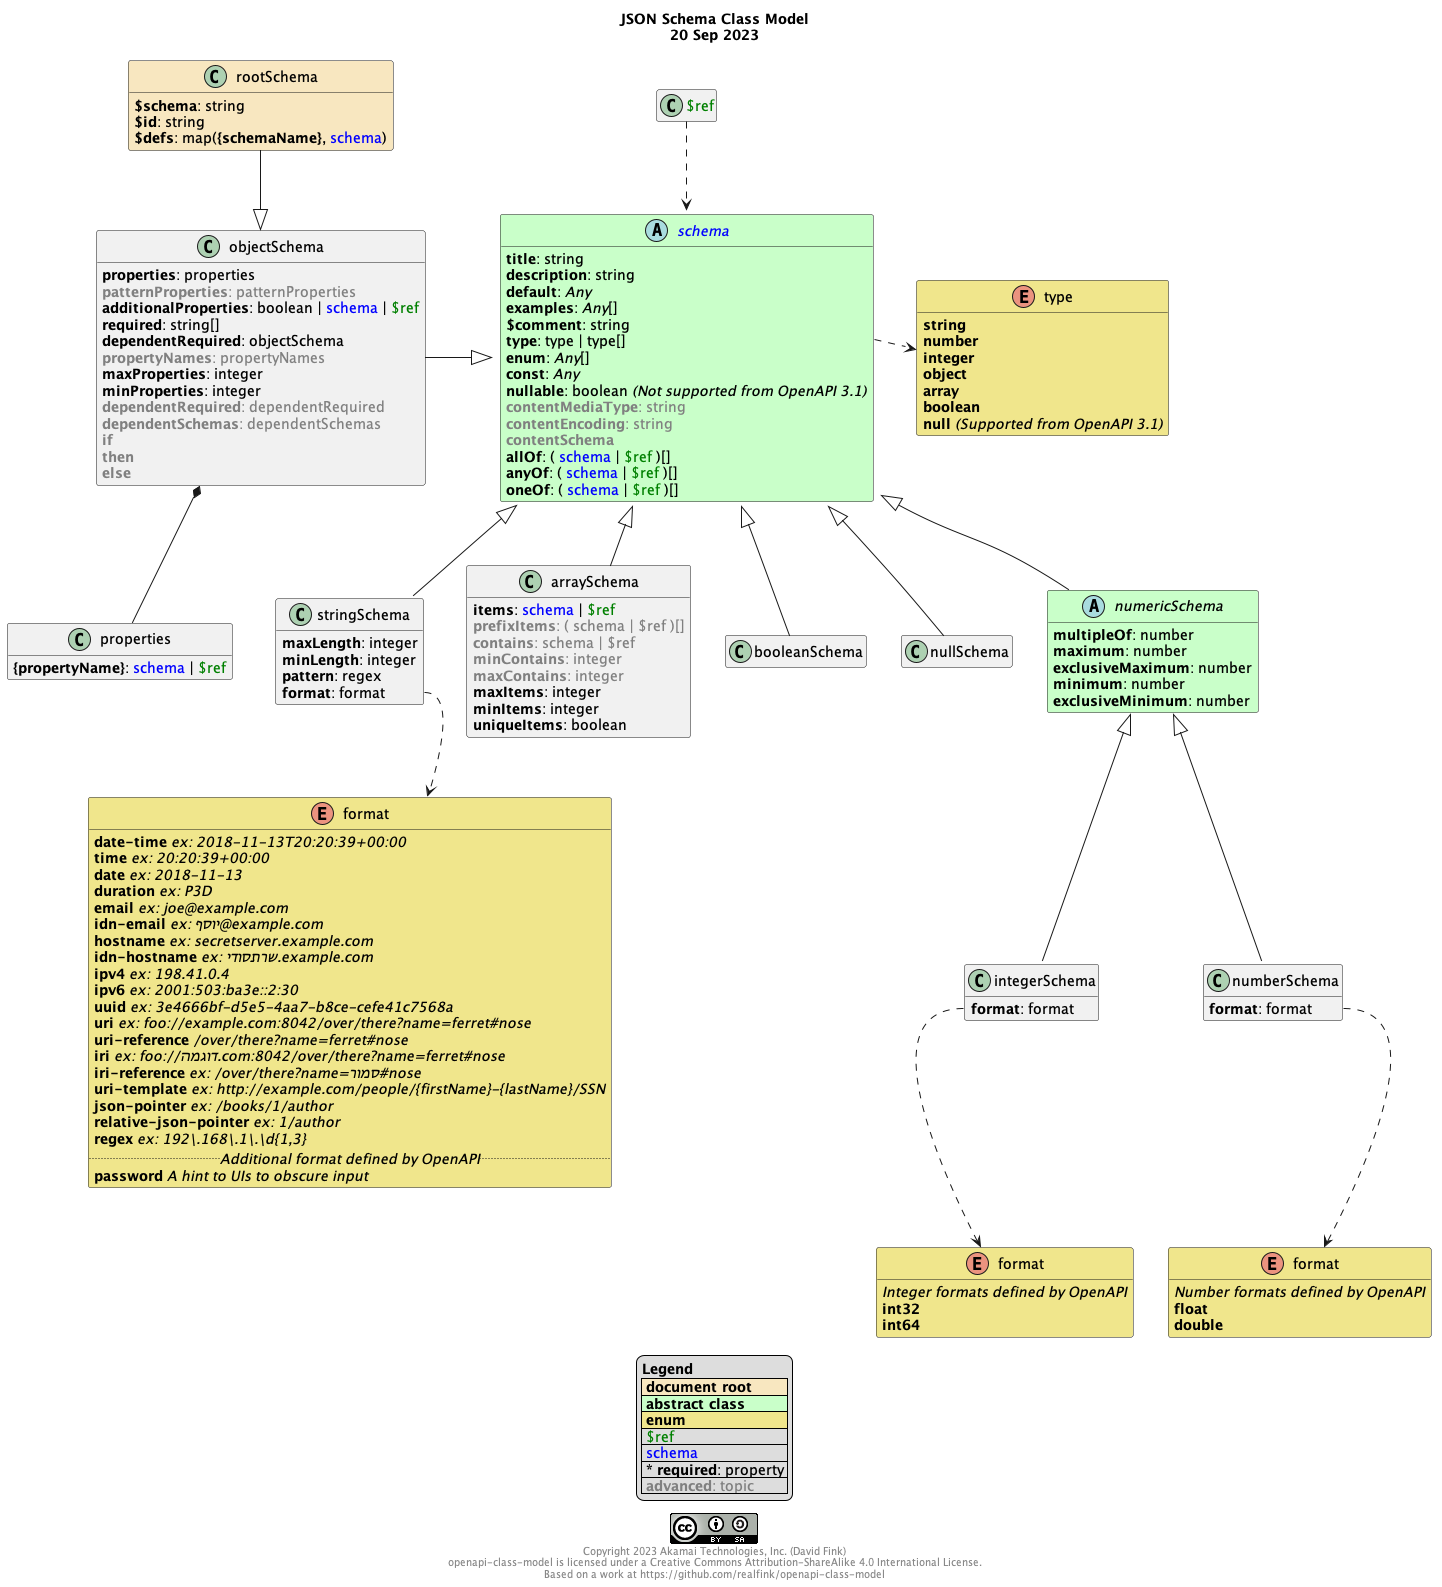 JSON Schema Class Model
20 Sep 2023
C rootSchema
$schema: string
$id: string
$defs: map({schemaName}, schema)
C $ref
C objectSchema
properties: properties
patternProperties: patternProperties
additionalProperties: boolean | schema | $ref
required: string[]
dependentRequired: objectSchema
propertyNames: propertyNames
maxProperties: integer
minProperties: integer
dependentRequired: dependentRequired
dependentSchemas: dependentSchemas
if
then
else
A schema
title: string
description: string
default: Any
examples: Any[]
$comment: string
type: type | type[]
enum: Any[]
const: Any
nullable: boolean (Not supported from OpenAPI 3.1)
contentMediaType: string
contentEncoding: string
contentSchema
allOf: ( schema | $ref )[]
anyOf: ( schema | $ref )[]
oneOf: ( schema | $ref )[]
E type
string
number
integer
object
array
boolean
null (Supported from OpenAPI 3.1)
C properties
{propertyName}: schema | $ref
C stringSchema
maxLength: integer
minLength: integer
pattern: regex
format: format
C arraySchema
items: schema | $ref
prefixItems: ( schema | $ref )[]
contains: schema | $ref
minContains: integer
maxContains: integer
maxItems: integer
minItems: integer
uniqueItems: boolean
C booleanSchema
C nullSchema
A numericSchema
multipleOf: number
maximum: number
exclusiveMaximum: number
minimum: number
exclusiveMinimum: number
E format
date-time ex: 2018-11-13T20:20:39+00:00
time ex: 20:20:39+00:00
date ex: 2018-11-13
duration ex: P3D
email ex: joe@example.com
idn-email ex: יוסף@example.com
hostname ex: secretserver.example.com
idn-hostname ex: שרתסודי.example.com
ipv4 ex: 198.41.0.4
ipv6 ex: 2001:503:ba3e::2:30
uuid ex: 3e4666bf-d5e5-4aa7-b8ce-cefe41c7568a
uri ex: foo://example.com:8042/over/there?name=ferret#nose
uri-reference /over/there?name=ferret#nose
iri ex: foo://דוגמה.com:8042/over/there?name=ferret#nose
iri-reference ex: /over/there?name=סמור#nose
uri-template ex: http://example.com/people/{firstName}-{lastName}/SSN
json-pointer ex: /books/1/author
relative-json-pointer ex: 1/author
regex ex: 192\.168\.1\.\d{1,3}
Additional format defined by OpenAPI
password A hint to UIs to obscure input
C integerSchema
format: format
C numberSchema
format: format
E format
Integer formats defined by OpenAPI
int32
int64
E format
Number formats defined by OpenAPI
float
double
Legend
document root
abstract class
enum
$ref
schema
* required: property
advanced: topic
cc BY SA
Copyright 2023 Akamai Technologies, Inc. (David Fink)
openapi-class-model is licensed under a Creative Commons Attribution-ShareAlike 4.0 International License.
Based on a work at https://github.com/realfink/openapi-class-model